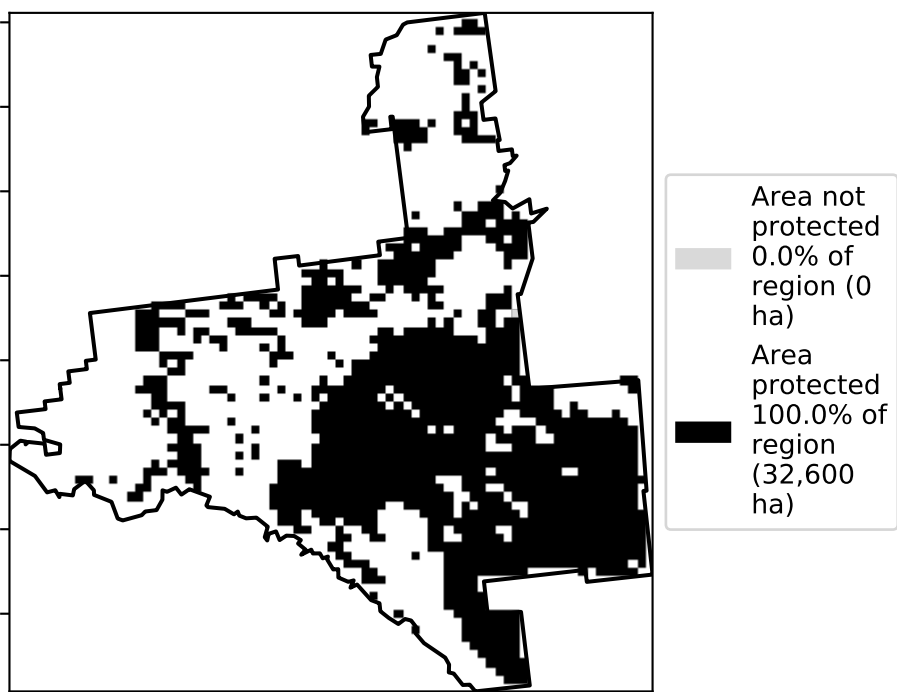 Area not
protected
0.0% of
region (0
ha)
Area
protected
100.0% of
region
(32,600
ha)